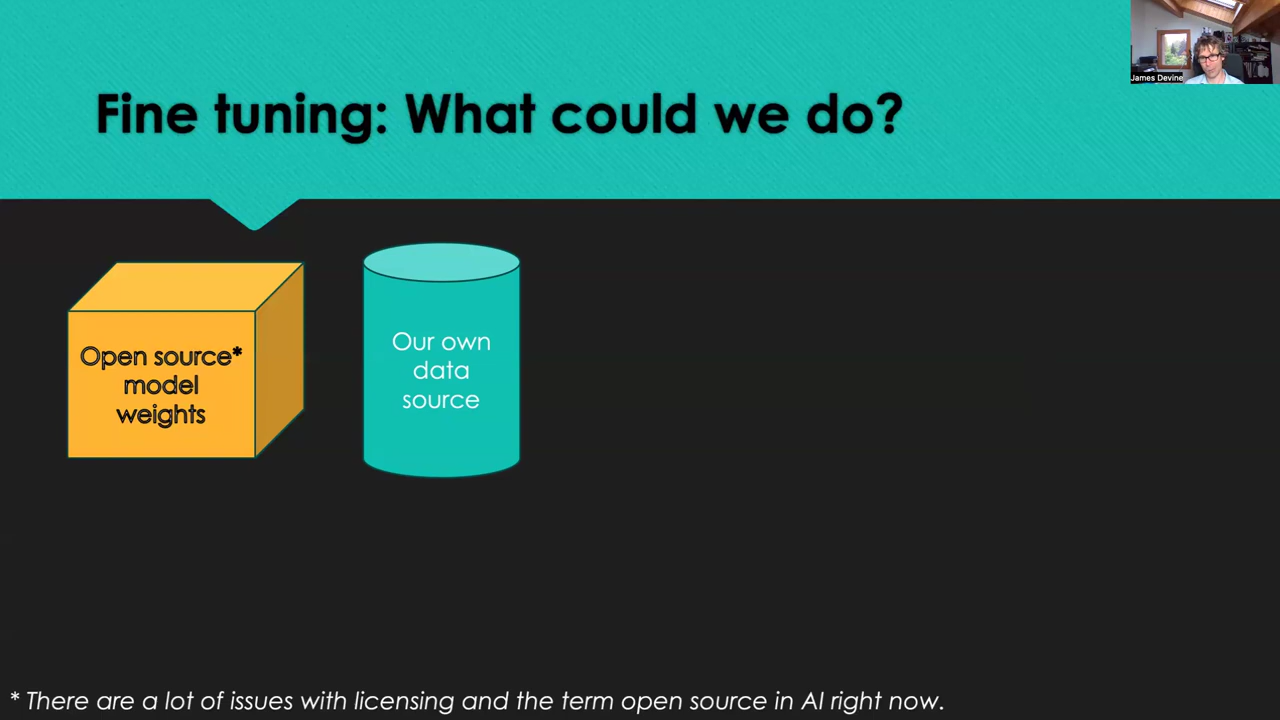 James Devine
Fine tuning: What could we do?
Open source*
model
weights
Our own
data
source
* There are a lot of issues with licensing and the term open source in AI right now.